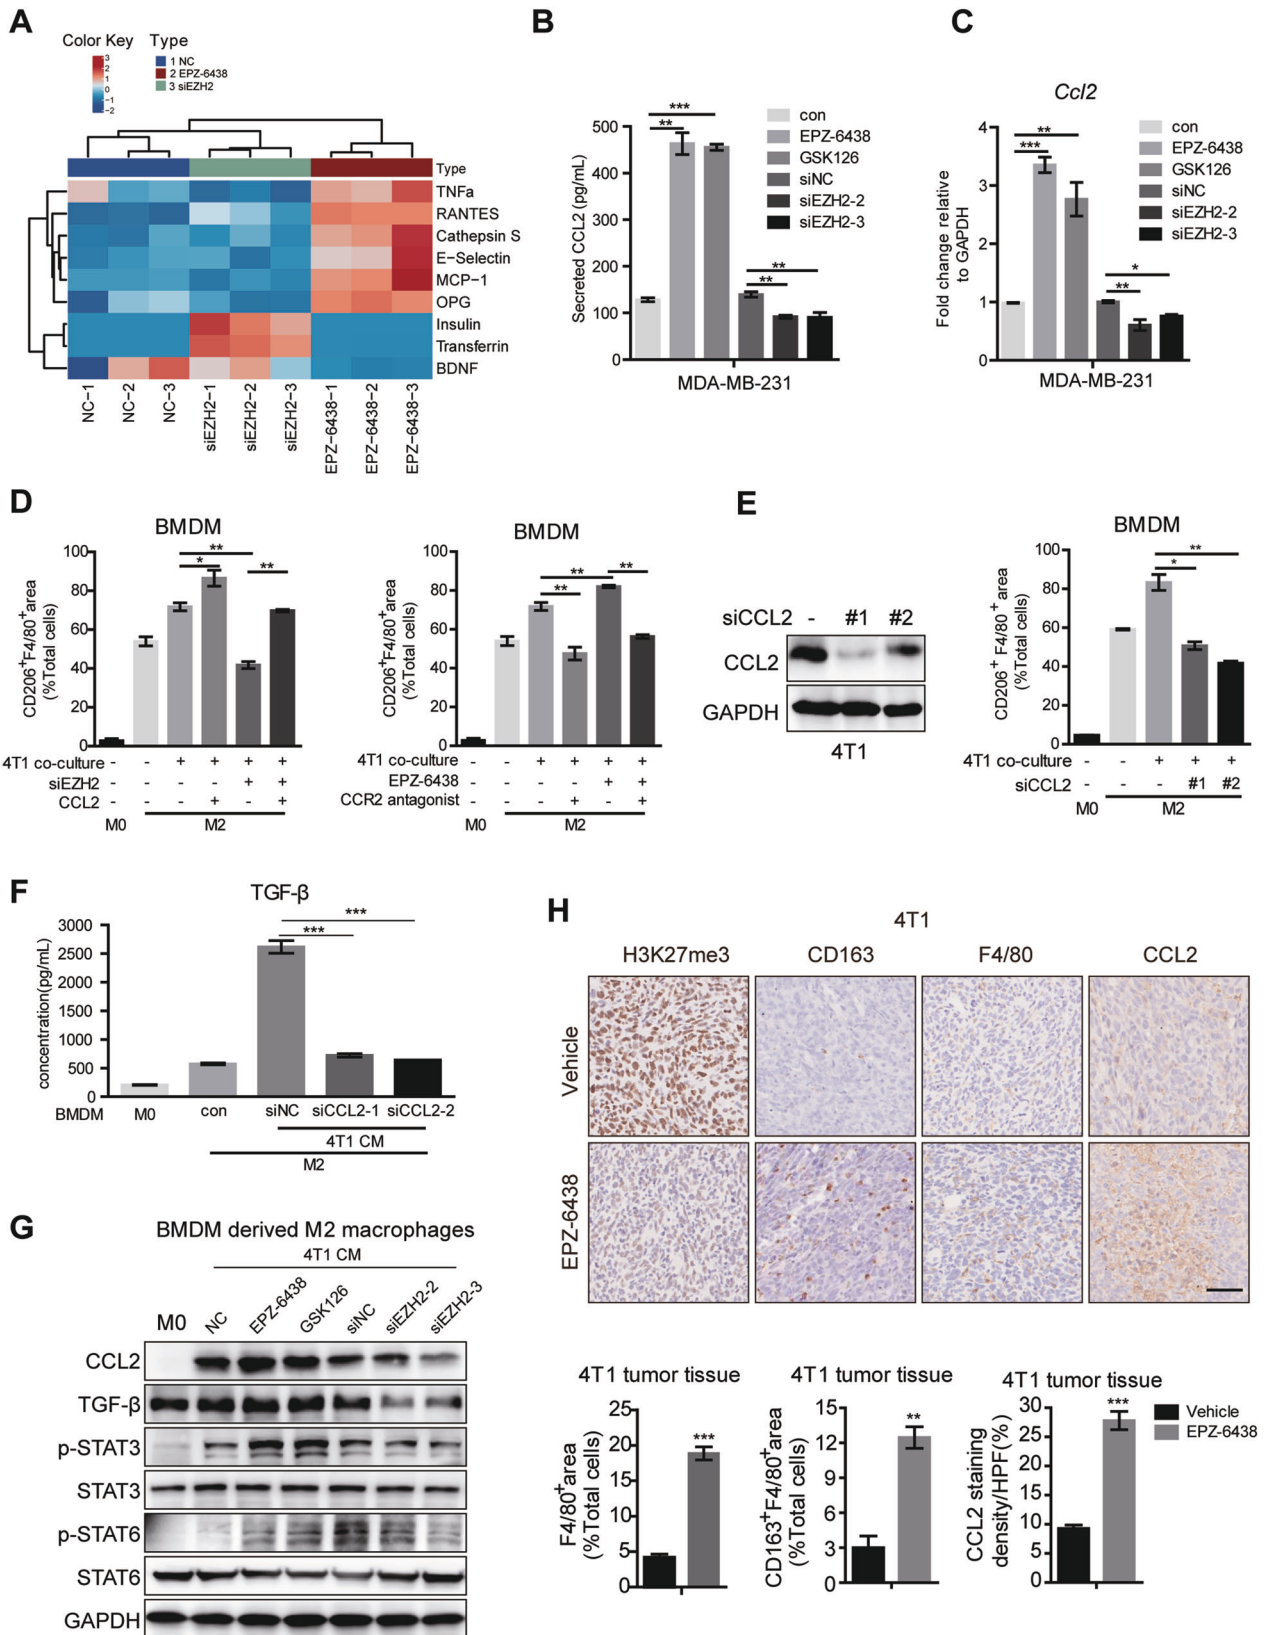 A
Color Key
Type
3
2
1
0
−1
−2
1 NC
2 EPZ-6438
3 siEZH2
Type
TNFa
RANTES
Cathepsin S
E−Selectin
MCP−1
OPG
Insulin
Transferrin
BDNF
NC−1
NC−2
NC−3
siEZH2−1
siEZH2−2
siEZH2−3
EPZ-6438−1
EPZ-6438−2
EPZ-6438−3
B
Secreted CCL2 (pg/mL)
500
400
300
200
100
0
***
**
**
**
MDA-MB-231
con
EPZ-6438
GSK126
siNC
siEZH2-2
siEZH2-3
C
Ccl2
Fold change relative
to GAPDH
4
3
2
1
0
**
***
*
**
MDA-MB-231
con
EPZ-6438
GSK126
siNC
siEZH2-2
siEZH2-3
D
BMDM
CD206+F4/80+area
(%Total cells)
100
80
60
40
20
0
**
*
**
4T1 co-culture - - + + + +
siEZH2 - - - - + +
CCL2 - - - + - +
M0 M2
BMDM
CD206+F4/80+area
(%Total cells)
100
80
60
40
20
0
** **
**
4T1 co-culture - - + + + +
EPZ-6438 - - - - + +
CCR2 antagonist - - - + - +
M0 M2
E
siCCL2 - #1 #2
CCL2
GAPDH
4T1
BMDM
CD206+ F4/80+ area
(%Total cells)
100
80
60
40
20
0
**
*
4T1 co-culture - - + + +
siCCL2 - - - #1 #2
M0 M2
F
TGF-β
concentration(pg/mL)
3000
2500
2000
1500
1000
500
0
***
***
BMDM M0 con siNC siCCL2-1 siCCL2-2
4T1 CM
M2
G
BMDM derived M2 macrophages
4T1 CM
M0 NC EPZ-6438 GSK126 siNC siEZH2-2 siEZH2-3
CCL2
TGF-β
p-STAT3
STAT3
p-STAT6
STAT6
GAPDH
H
4T1
H3K27me3 CD163 F4/80 CCL2
Vehicle
EPZ-6438
4T1 tumor tissue
F4/80+area
(%Total cells)
25
20
15
10
5
0
***
4T1 tumor tissue
CD163+F4/80+area
(%Total cells)
15
12
9
6
3
0
**
4T1 tumor tissue
CCL2 staining
density/HPF(%)
30
25
20
15
10
5
0
***
Vehicle
EPZ-6438